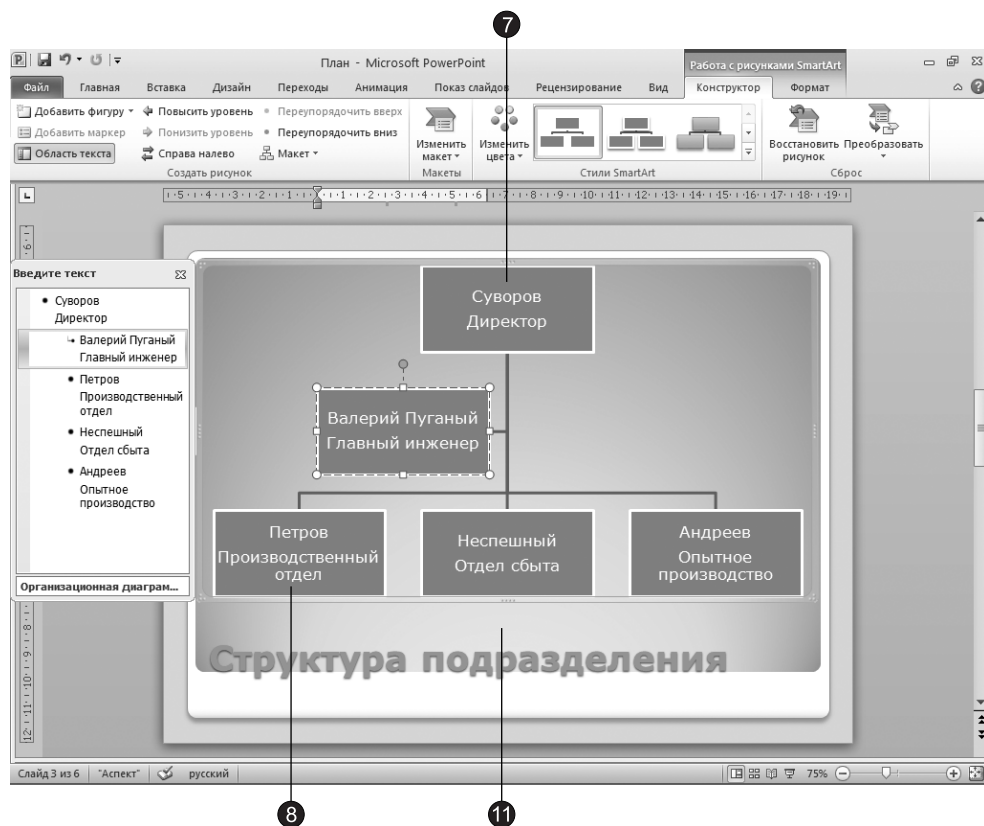 7
План - Microsoft PowerPoint
Работа с рисунками SmartArt
Файл Главная Вставка Дизайн Переходы Анимация Показ слайдов Рецензирование Вид Конструктор Формат
Добавить фигуру Повысить уровень Переупорядочить вверх
Добавить маркер Понизить уровень Переупорядочить вниз
Область текста Справа налево Макет
Изменить макет
Изменить цвета
Восстановить рисунок
Преобразовать
Создать рисунок Макеты Стили SmartArt Сброс
Введите текст
Суворов
Директор
Валерий Пуганый
Главный инженер
Петров
Производственный
отдел
Неспешный
Отдел сбыта
Андреев
Опытное
производство
Организационная диаграм...
Суворов
Директор
Валерий Пуганый
Главный инженер
Петров
Производственный
отдел
Неспешный
Отдел сбыта
Андреев
Опытное
производство
Структура подразделения
Слайд 3 из 6 "Аспект" русский 75%
8
11